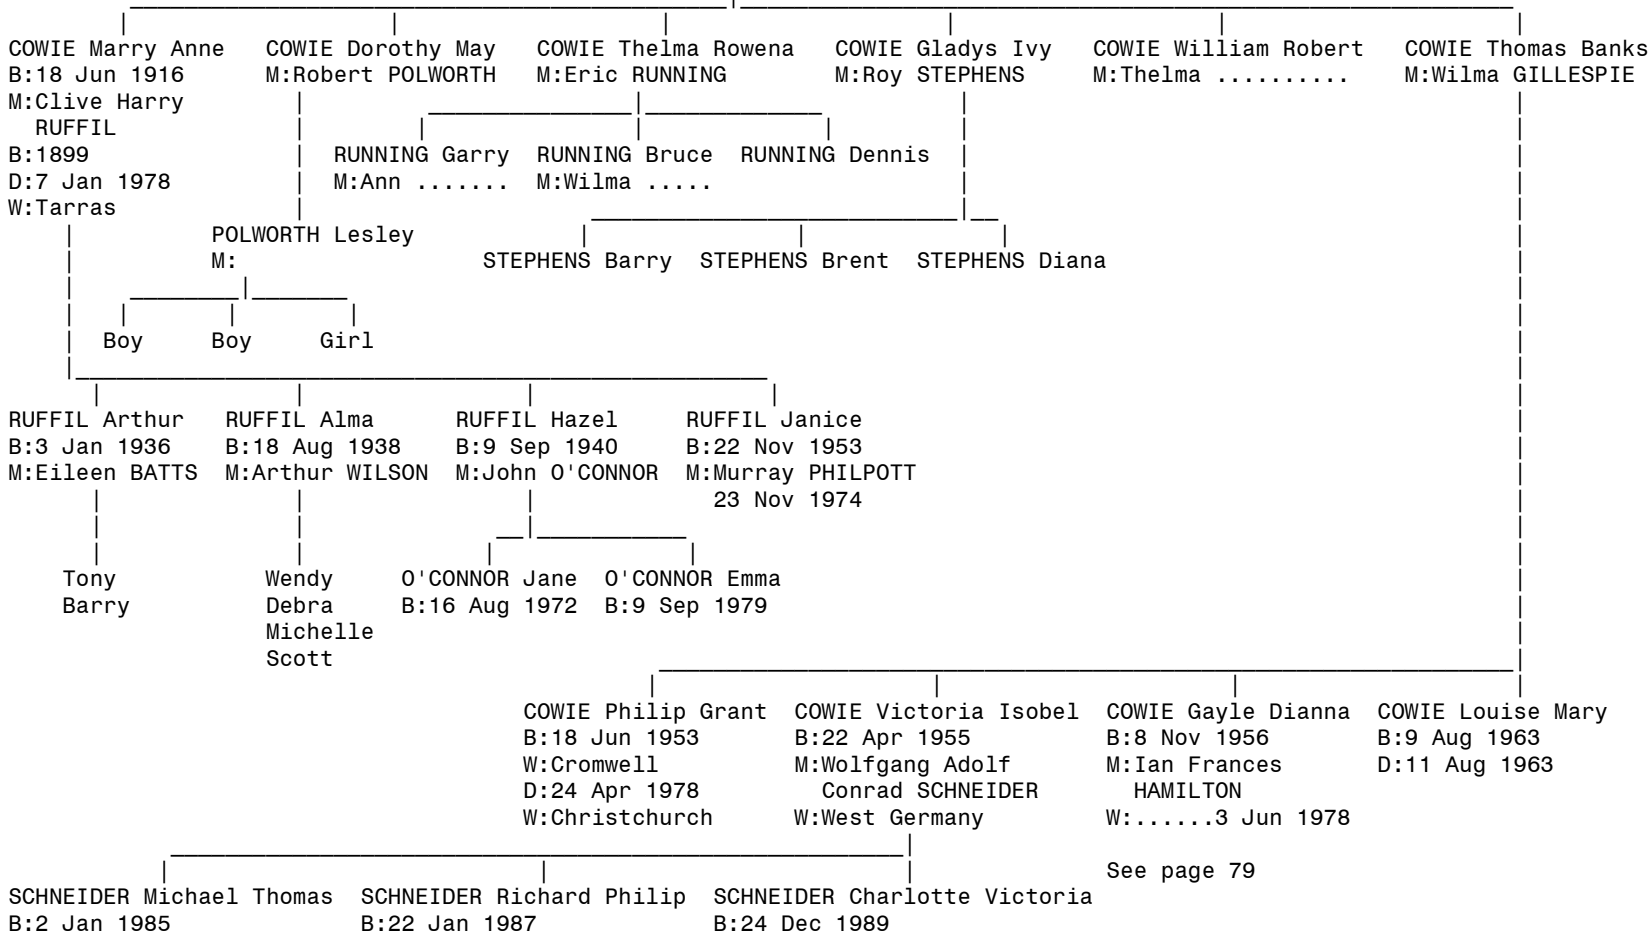 COWIE Marry Anne   COWIE Dorothy May   COWIE Thelma Rowena   COWIE Gladys Ivy   COWIE William Robert   COWIE Thomas Banks
B:18 Jun 1916      M:Robert POLWORTH   M:Eric RUNNING        M:Roy STEPHENS     M:Thelma ..........    M:Wilma GILLESPIE
M:Clive Harry
RUFFIL
B:1899   RUNNING Garry  RUNNING Bruce  RUNNING Dennis
D:7 Jan 1978   M:Ann .......  M:Wilma .....
W:Tarras
POLWORTH Lesley
M:   STEPHENS Barry  STEPHENS Brent  STEPHENS Diana
Boy   Boy   Girl
RUFFIL Arthur   RUFFIL Alma   RUFFIL Hazel   RUFFIL Janice
B:3 Jan 1936   B:18 Aug 1938   B:9 Sep 1940   B:22 Nov 1953
M:Eileen BATTS  M:Arthur WILSON  M:John O'CONNOR  M:Murray PHILPOTT
23 Nov 1974
Tony   Wendy   O'CONNOR Jane  O'CONNOR Emma
Barry   Debra   B:16 Aug 1972  B:9 Sep 1979
Michelle
Scott
COWIE Philip Grant  COWIE Victoria Isobel  COWIE Gayle Dianna  COWIE Louise Mary
B:18 Jun 1953   B:22 Apr 1955   B:8 Nov 1956   B:9 Aug 1963
W:Cromwell   M:Wolfgang Adolf   M:Ian Frances   D:11 Aug 1963
D:24 Apr 1978   Conrad SCHNEIDER   HAMILTON
W:Christchurch   W:West Germany   W:......3 Jun 1978
See page 79
SCHNEIDER Michael Thomas  SCHNEIDER Richard Philip  SCHNEIDER Charlotte Victoria
B:2 Jan 1985   B:22 Jan 1987   B:24 Dec 1989